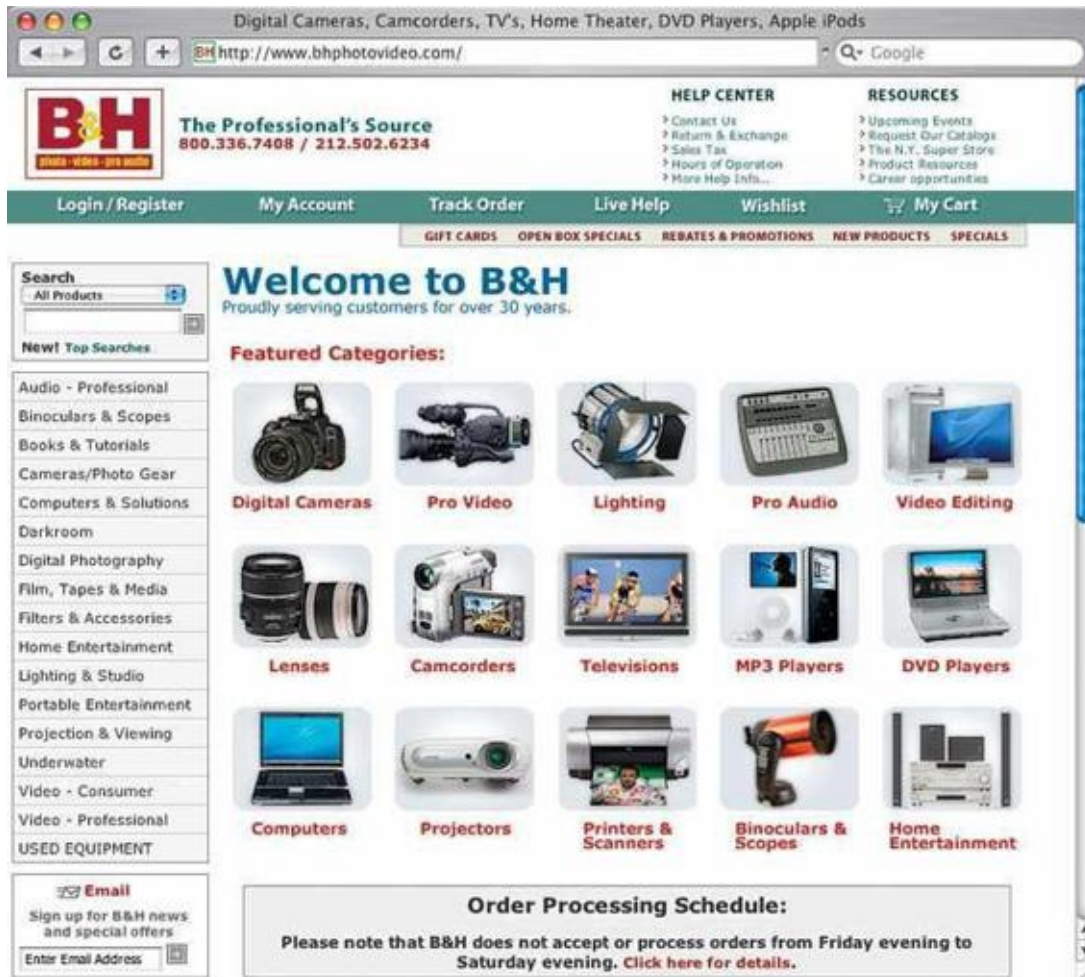 Digital Cameras, Camcorders, TV's, Home Theater, DVD Players, Apple iPods
BH http://www.bhphotovideo.com/
Google
B&H
photo - video - pro audio
The Professional's Source
800.336.7408 / 212.502.6234
HELP CENTER
Contact Us
Return & Exchange
Sales Tax
Hours of Operation
More Help Info...
RESOURCES
Upcoming Events
Request Our Catalogs
The N.Y. Super Store
Product Resources
Career opportunities
Login / Register My Account Track Order Live Help Wishlist My Cart
GIFT CARDS OPEN BOX SPECIALS REBATES & PROMOTIONS NEW PRODUCTS SPECIALS
Search
All Products
New! Top Searches
Audio - Professional
Binoculars & Scopes
Books & Tutorials
Cameras/Photo Gear
Computers & Solutions
Darkroom
Digital Photography
Film, Tapes & Media
Filters & Accessories
Home Entertainment
Lighting & Studio
Portable Entertainment
Projection & Viewing
Underwater
Video - Consumer
Video - Professional
USED EQUIPMENT
Email
Sign up for B&H news
and special offers
Enter Email Address
Welcome to B&H
Proudly serving customers for over 30 years.
Featured Categories:
Digital Cameras Pro Video Lighting Pro Audio Video Editing
Lenses Camcorders Televisions MP3 Players DVD Players
Computers Projectors Printers & Scanners Binoculars & Scopes Home Entertainment
Order Processing Schedule:
Please note that B&H does not accept or process orders from Friday evening to
Saturday evening. Click here for details.